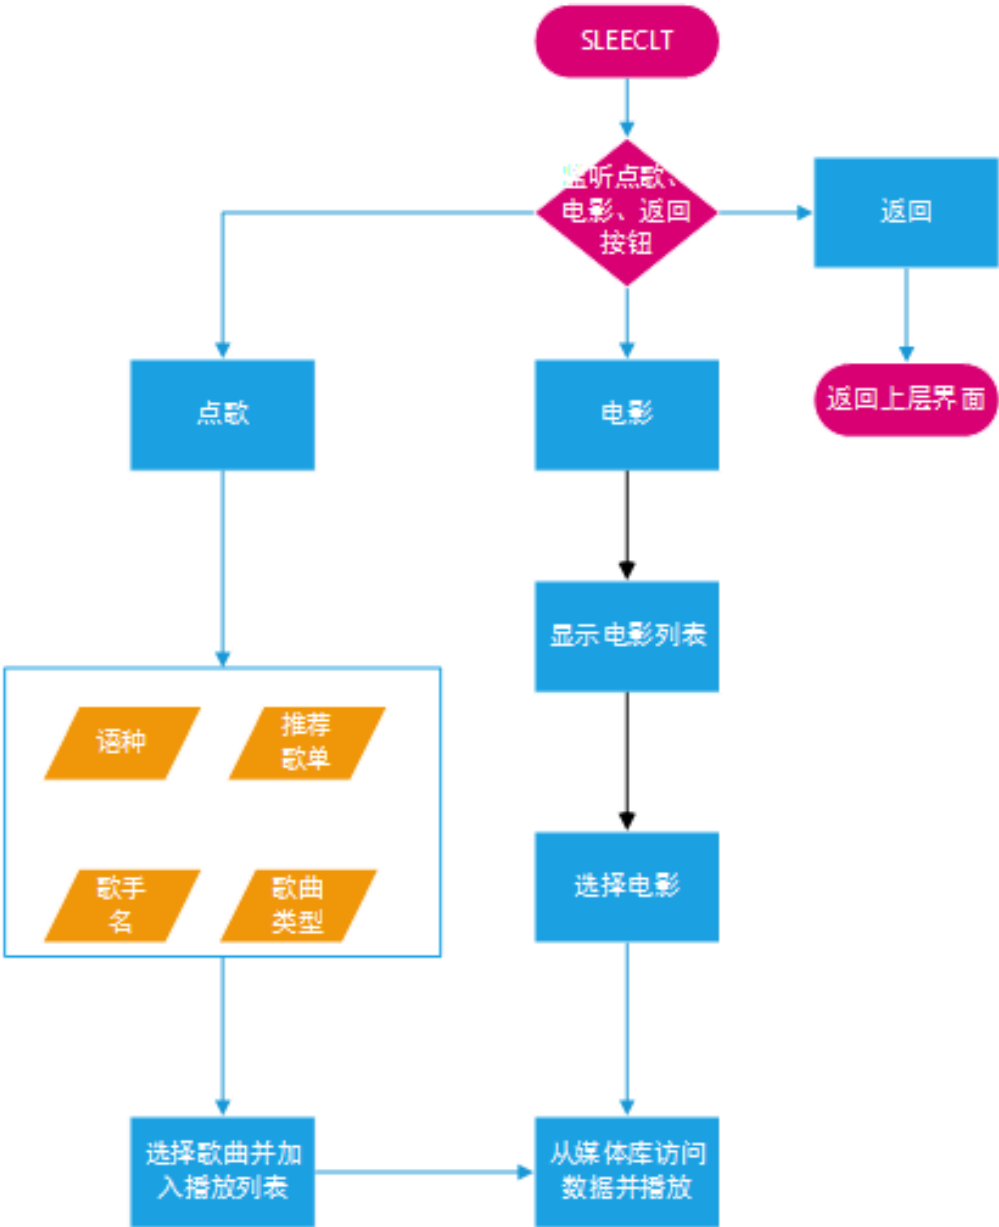 SLEECLT
监听点歌、
电影、返回
按钮
返回
点歌
电影
返回上层界面
显示电影列表
语种
推荐
歌单
歌手
名
歌曲
类型
选择电影
选择歌曲并加
入播放列表
从媒体库访问
数据并播放